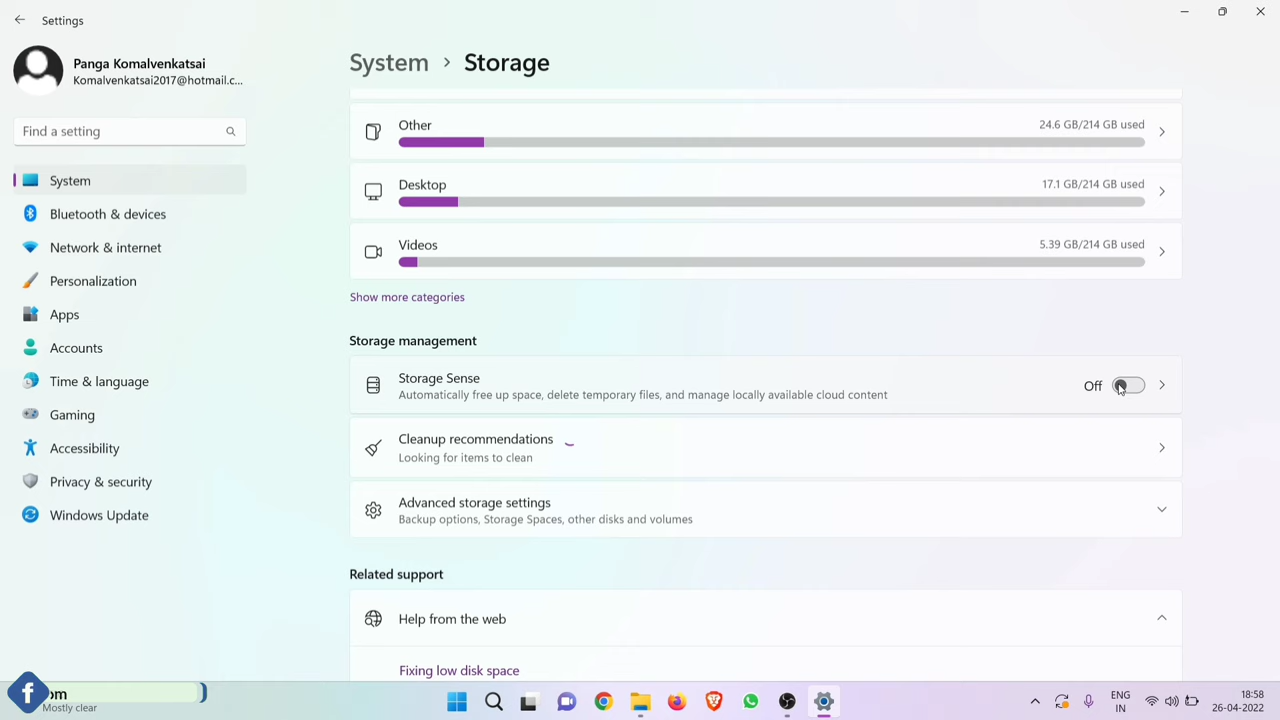 Settings
Panga Komalvenkatsai
Komalvenkatsai2017@hotmail.c...
Find a setting
System
Bluetooth & devices
Network & internet
Personalization
Apps
Accounts
Time & language
Gaming
Accessibility
Privacy & security
Windows Update
System › Storage
Other
24.6 GB/214 GB used
Desktop
17.1 GB/214 GB used
Videos
5.39 GB/214 GB used
Show more categories
Storage management
Storage Sense
Automatically free up space, delete temporary files, and manage locally available cloud content
Off
Cleanup recommendations
Looking for items to clean
Advanced storage settings
Backup options, Storage Spaces, other disks and volumes
Related support
Help from the web
Fixing low disk space
f
om
Mostly clear
ENG
IN
18:58
26-04-2022